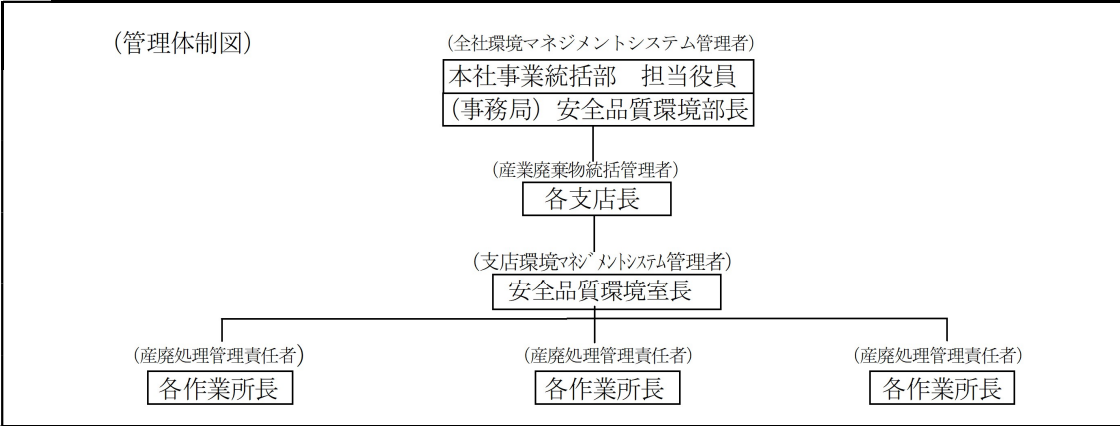 (管理体制図)
(全社環境マネジメントシステム管理者)
本社事業統括部　担当役員
(事務局) 安全品質環境部長
(産業廃棄物統括管理者)
各支店長
(支店環境ﾏﾈｼﾞﾒﾝﾄｼｽﾃﾑ管理者)
安全品質環境室長
(産廃処理管理責任者)
(産廃処理管理責任者)
(産廃処理管理責任者)
各作業所長
各作業所長
各作業所長